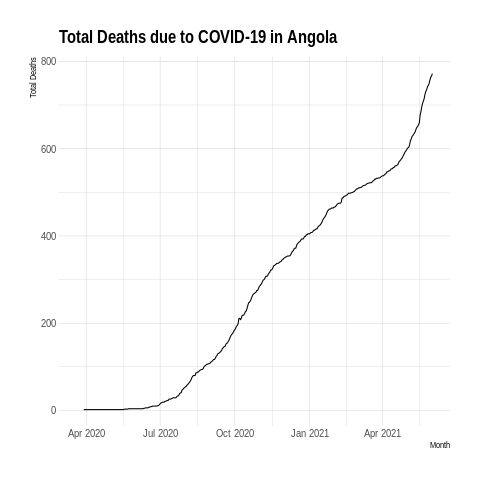 Total Deaths due to COVID-19 in Angola
Total Deaths
800
600
400
200
0
Apr 2020
Jul 2020
Oct 2020
Jan 2021
Apr 2021
Month